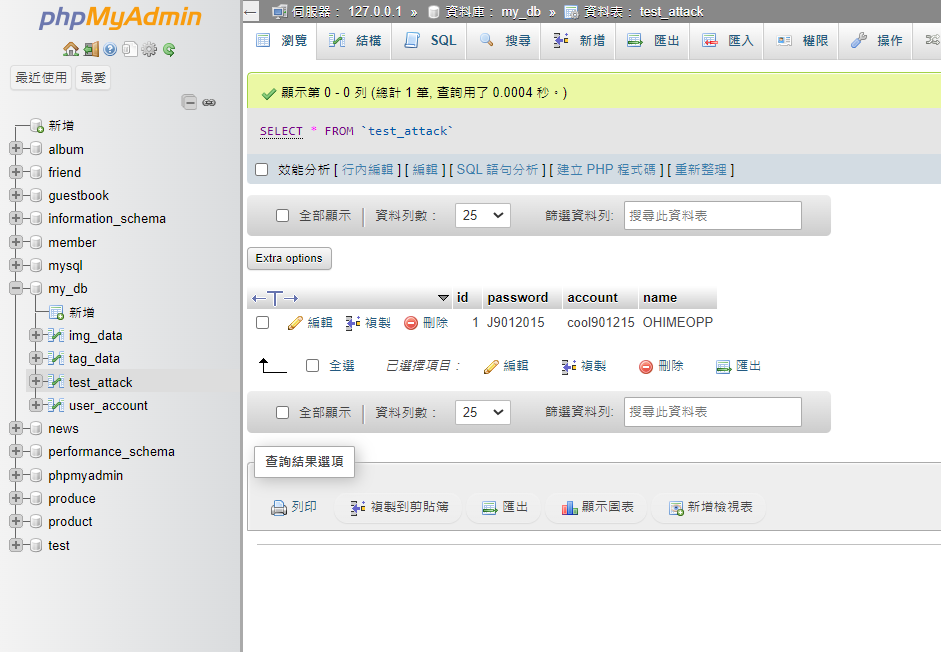 phpMyAdmin
最近使用 最愛
新增
album
friend
guestbook
information_schema
member
mysql
my_db
新增
img_data
tag_data
test_attack
user_account
news
performance_schema
phpmyadmin
produce
product
test
伺服器： 127.0.0.1 » 資料庫： my_db » 資料表： test_attack
瀏覽 結構 SQL 搜尋 新增 匯出 匯入 權限 操作
顯示第 0 - 0 列 (總計 1 筆, 查詢用了 0.0004 秒。)
SELECT * FROM `test_attack`
效能分析 [ 行內編輯 ] [ 編輯 ] [ SQL 語句分析 ] [ 建立 PHP 程式碼 ] [ 重新整理 ]
全部顯示 | 資料列數： 25 篩選資料列: 搜尋此資料表
Extra options
←T→ id password account name
編輯 複製 刪除 1 J9012015 cool901215 OHIMEOPP
全選 已選擇項目： 編輯 複製 刪除 匯出
全部顯示 | 資料列數： 25 篩選資料列: 搜尋此資料表
查詢結果選項
列印 複製到剪貼簿 匯出 顯示圖表 新增檢視表